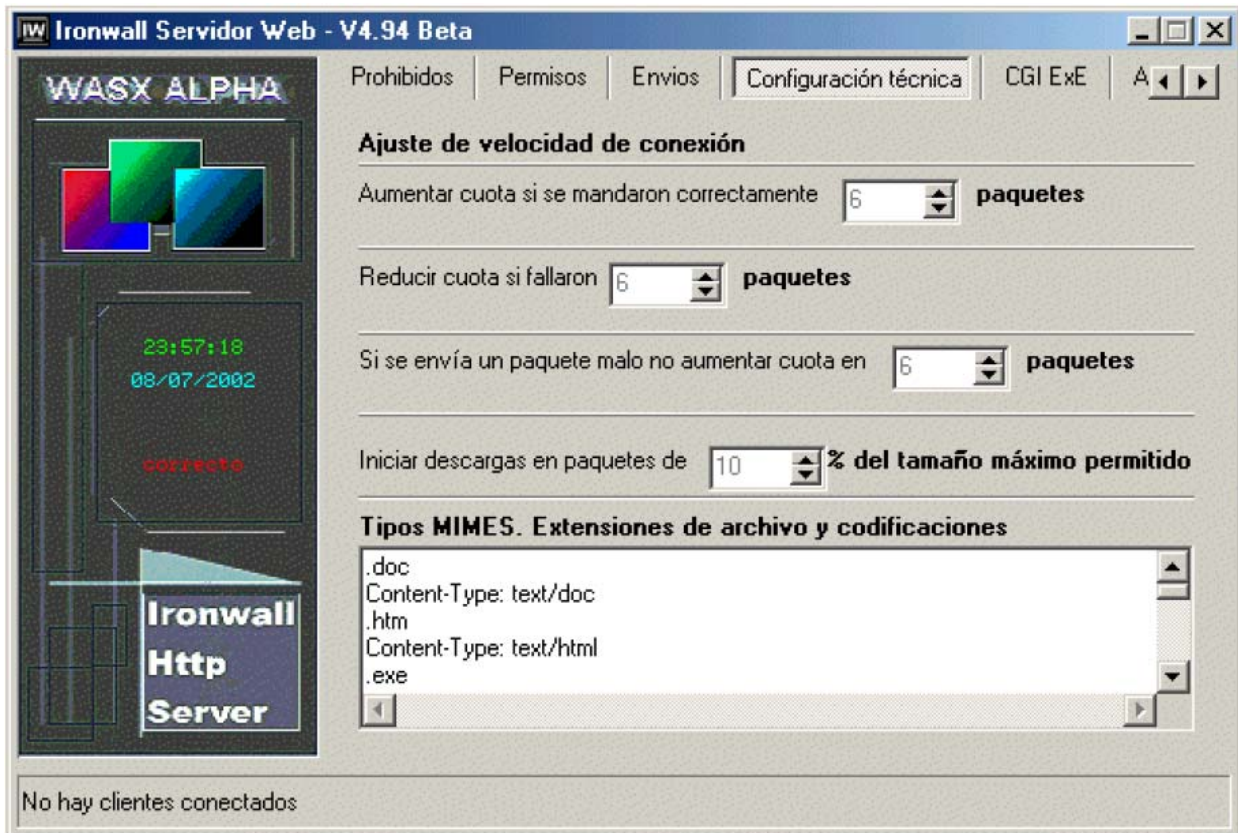 IW Ironwall Servidor Web - V4.94 Beta
WASX ALPHA
23:57:18
08/07/2002
correcto
Ironwall
Http
Server
Prohibidos Permisos Envios Configuración técnica CGI ExE A
Ajuste de velocidad de conexión
Aumentar cuota si se mandaron correctamente 6 paquetes
Reducir cuota si fallaron 6 paquetes
Si se envía un paquete malo no aumentar cuota en 6 paquetes
Iniciar descargas en paquetes de 10 % del tamaño máximo permitido
Tipos MIMES. Extensiones de archivo y codificaciones
.doc
Content-Type: text/doc
.htm
Content-Type: text/html
.exe
No hay clientes conectados